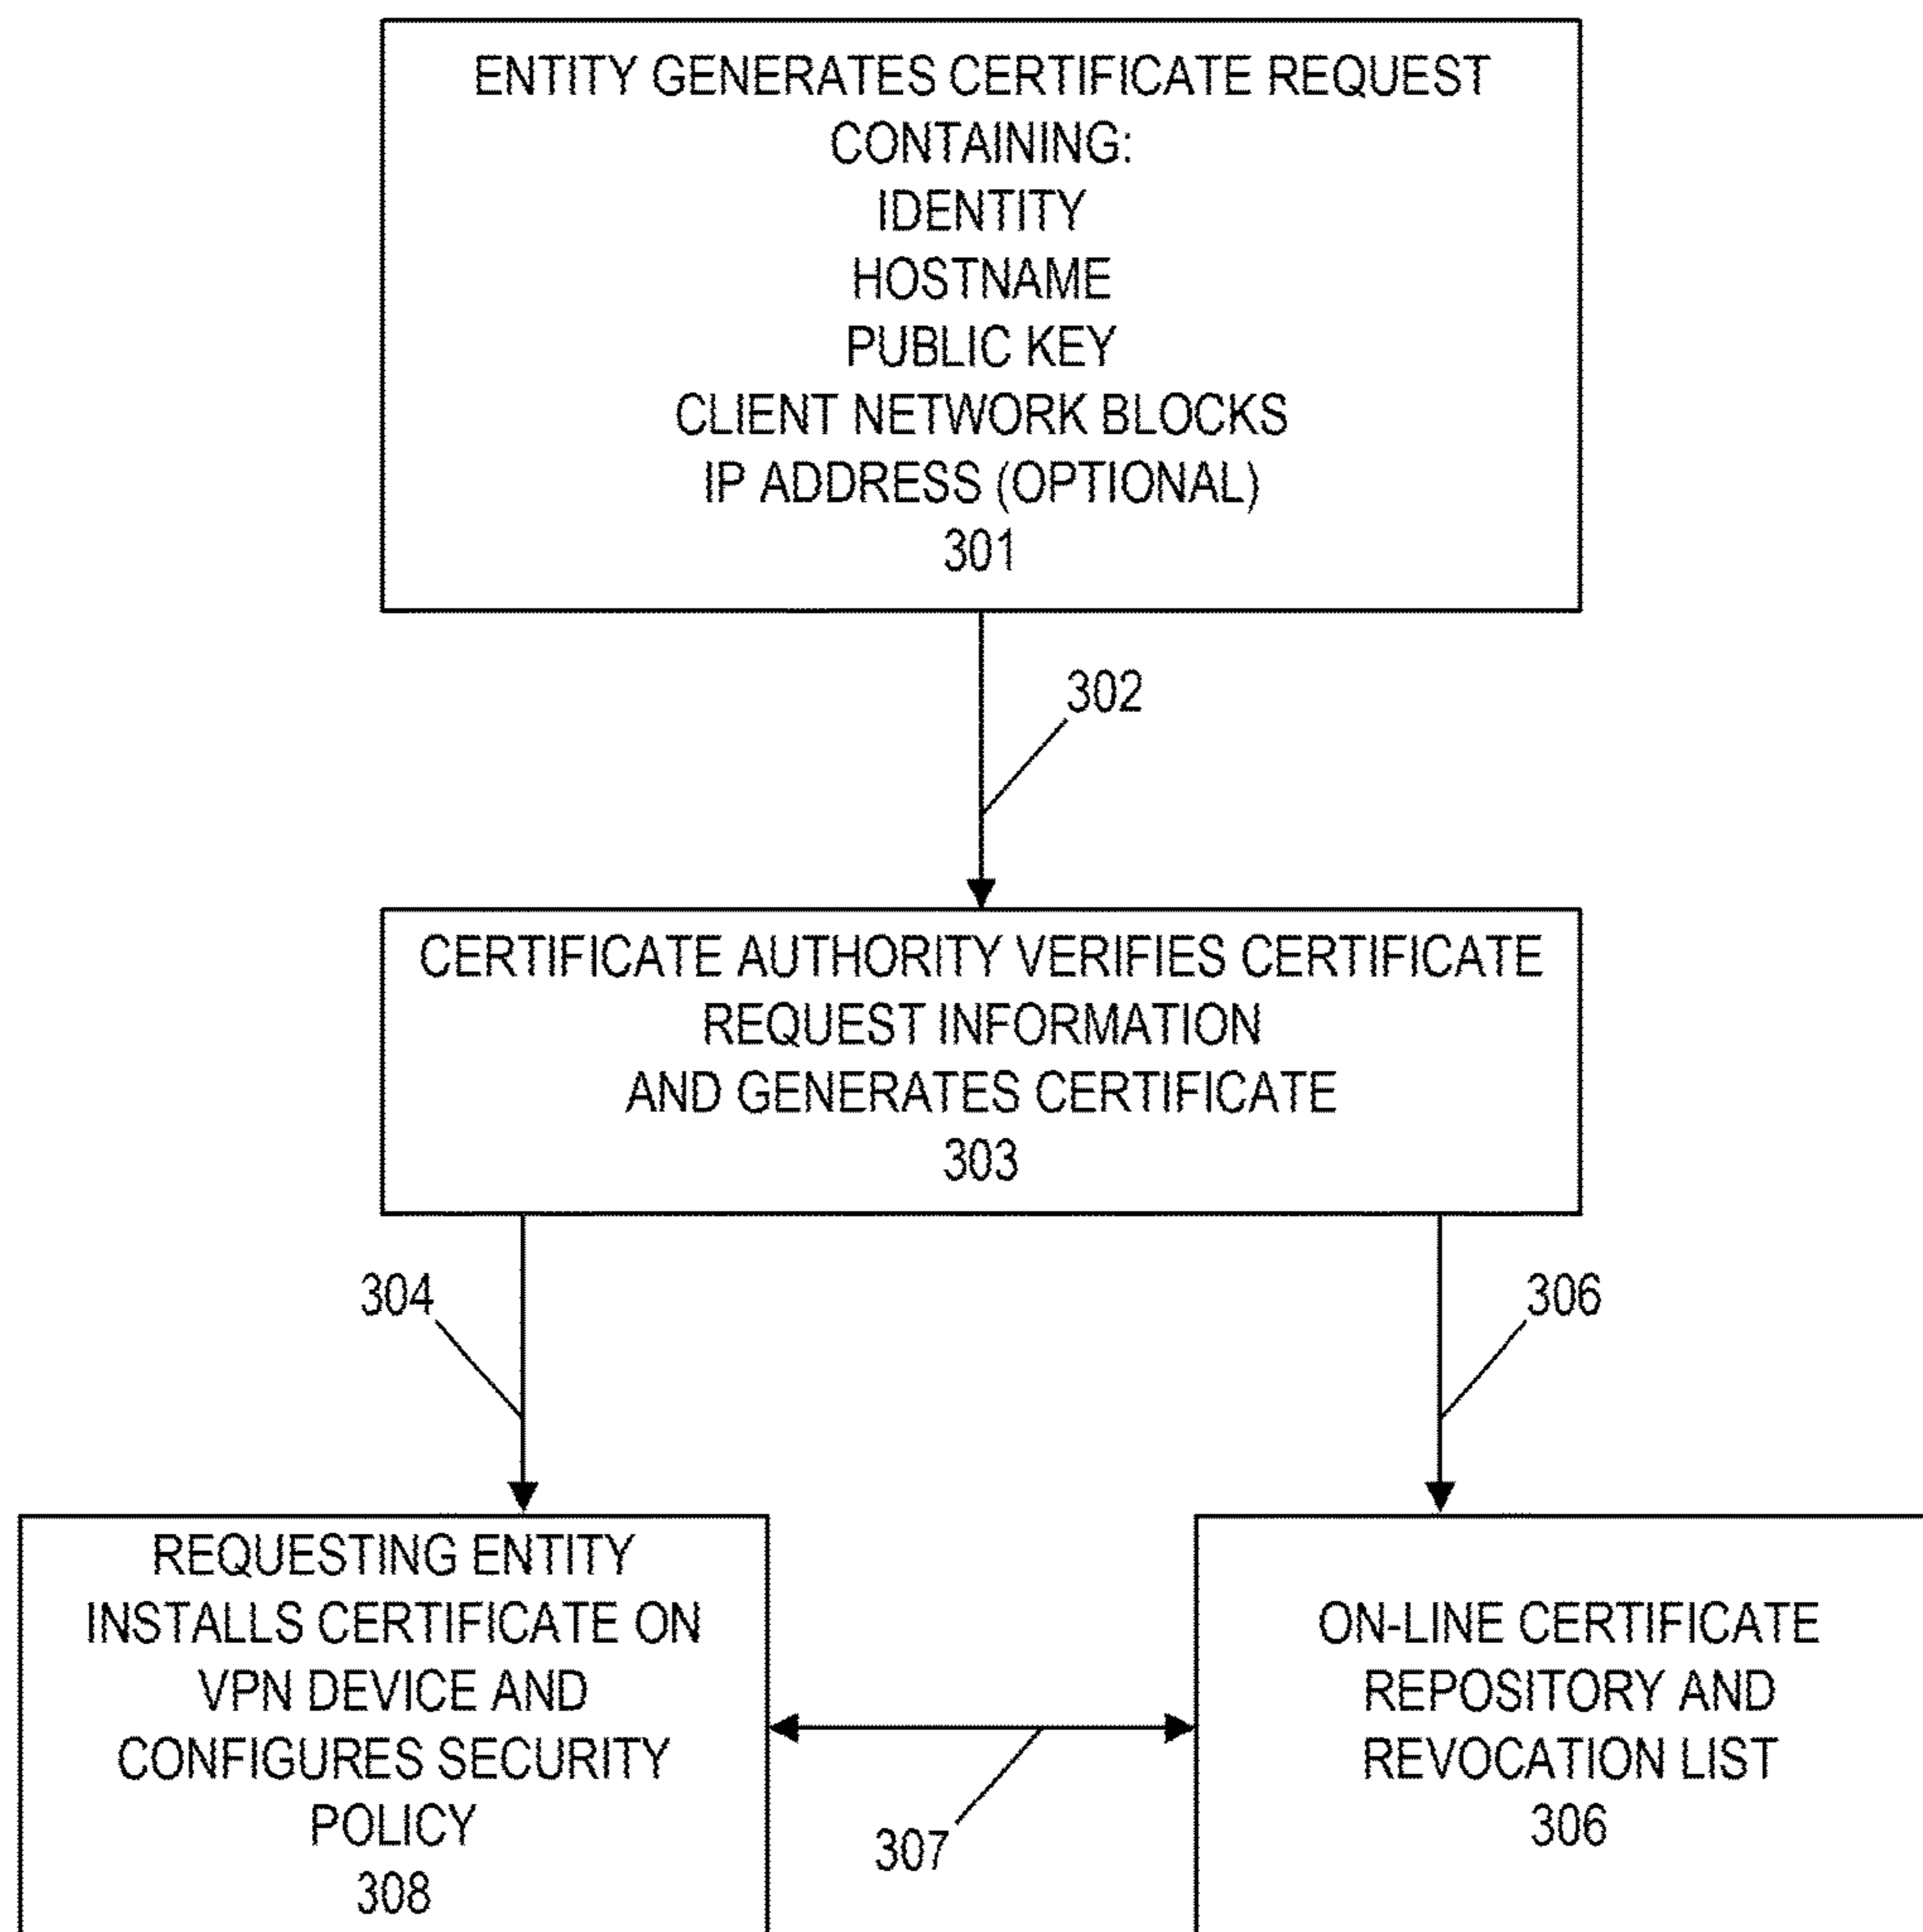 ENTITY GENERATES CERTIFICATE REQUEST
CONTAINING:
IDENTITY
HOSTNAME
PUBLIC KEY
CLIENT NETWORK BLOCKS
IP ADDRESS (OPTIONAL)
301
302
CERTIFICATE AUTHORITY VERIFIES CERTIFICATE
REQUEST INFORMATION
AND GENERATES CERTIFICATE
303
304
306
REQUESTING ENTITY
INSTALLS CERTIFICATE ON
VPN DEVICE AND
CONFIGURES SECURITY
POLICY
308
307
ON-LINE CERTIFICATE
REPOSITORY AND
REVOCATION LIST
306